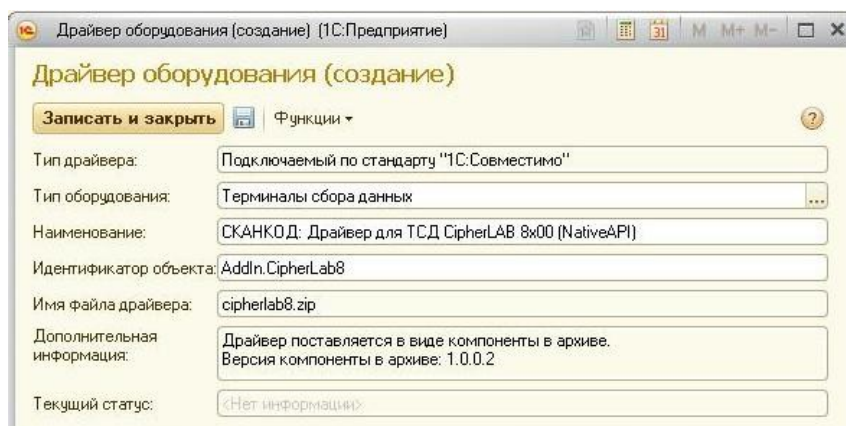 Драйвер оборудования (создание) (1С:Предприятие)
M M+ M-
Драйвер оборудования (создание)
Записать и закрыть Функции
Тип драйвера: Подключаемый по стандарту "1С:Совместимо"
Тип оборудования: Терминалы сбора данных ...
Наименование: СКАНКОД: Драйвер для ТСД CipherLAB 8x00 (NativeAPI)
Идентификатор объекта: AddIn.CipherLab8
Имя файла драйвера: cipherlab8.zip
Дополнительная информация: Драйвер поставляется в виде компоненты в архиве.
Версия компоненты в архиве: 1.0.0.2
Текущий статус: <Нет информации>